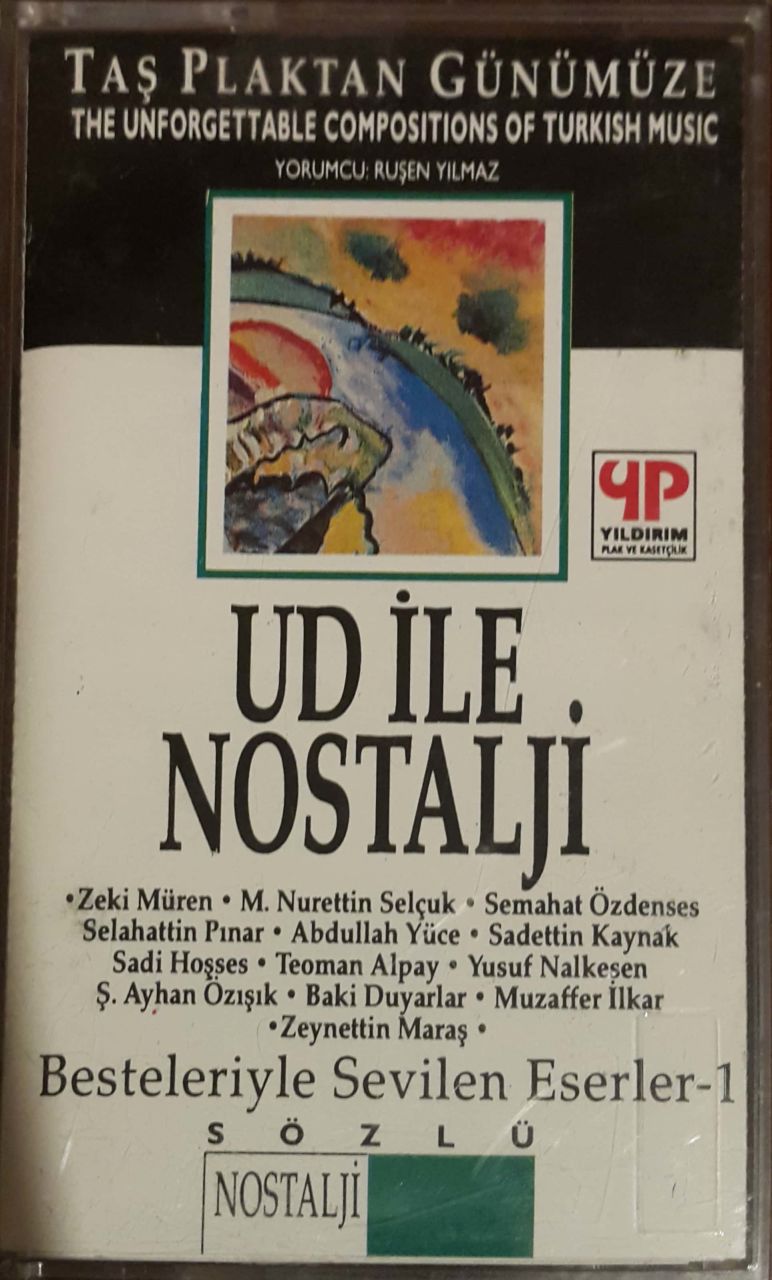 TAŞ PLAKTAN GÜNÜMÜZE
THE UNFORGETTABLE COMPOSITIONS OF TURKISH MUSIC
YORUMCU: RUŞEN YILMAZ
YP
YILDIRIM
PLAK VE KASETÇİLİK
UD İLE
NOSTALJİ
•Zeki Müren • M. Nurettin Selçuk • Semahat Özdenses
Selahattin Pınar • Abdullah Yüce • Sadettin Kaynak
Sadi Hoşses • Teoman Alpay • Yusuf Nalkeşen
Ş. Ayhan Özışık • Baki Duyarlar • Muzaffer İlkar
•Zeynettin Maraş •
Besteleriyle Sevilen Eserler-1
SÖZLÜ
NOSTALJİ